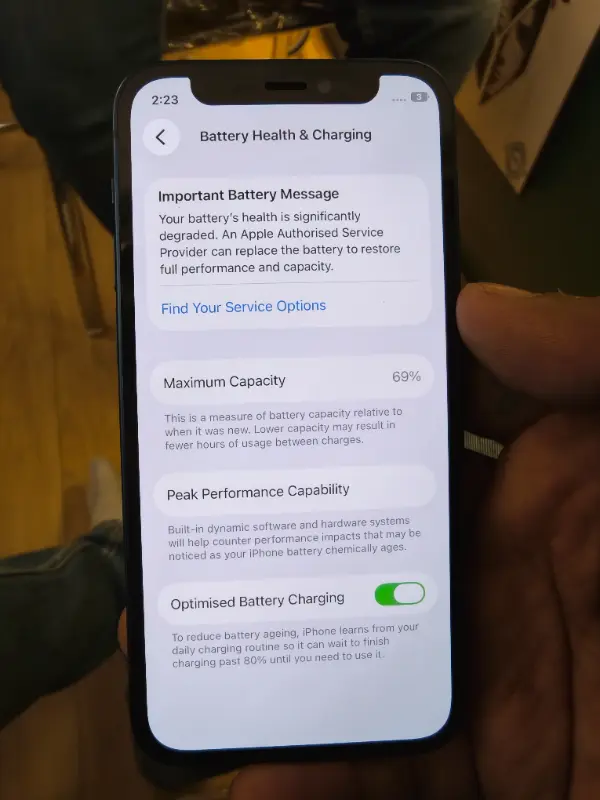 2:23
3
Battery Health & Charging
Important Battery Message
Your battery's health is significantly
degraded. An Apple Authorised Service
Provider can replace the battery to restore
full performance and capacity.
Find Your Service Options
Maximum Capacity 69%
This is a measure of battery capacity relative to
when it was new. Lower capacity may result in
fewer hours of usage between charges.
Peak Performance Capability
Built-in dynamic software and hardware systems
will help counter performance impacts that may be
noticed as your iPhone battery chemically ages.
Optimised Battery Charging
To reduce battery ageing, iPhone learns from your
daily charging routine so it can wait to finish
charging past 80% until you need to use it.